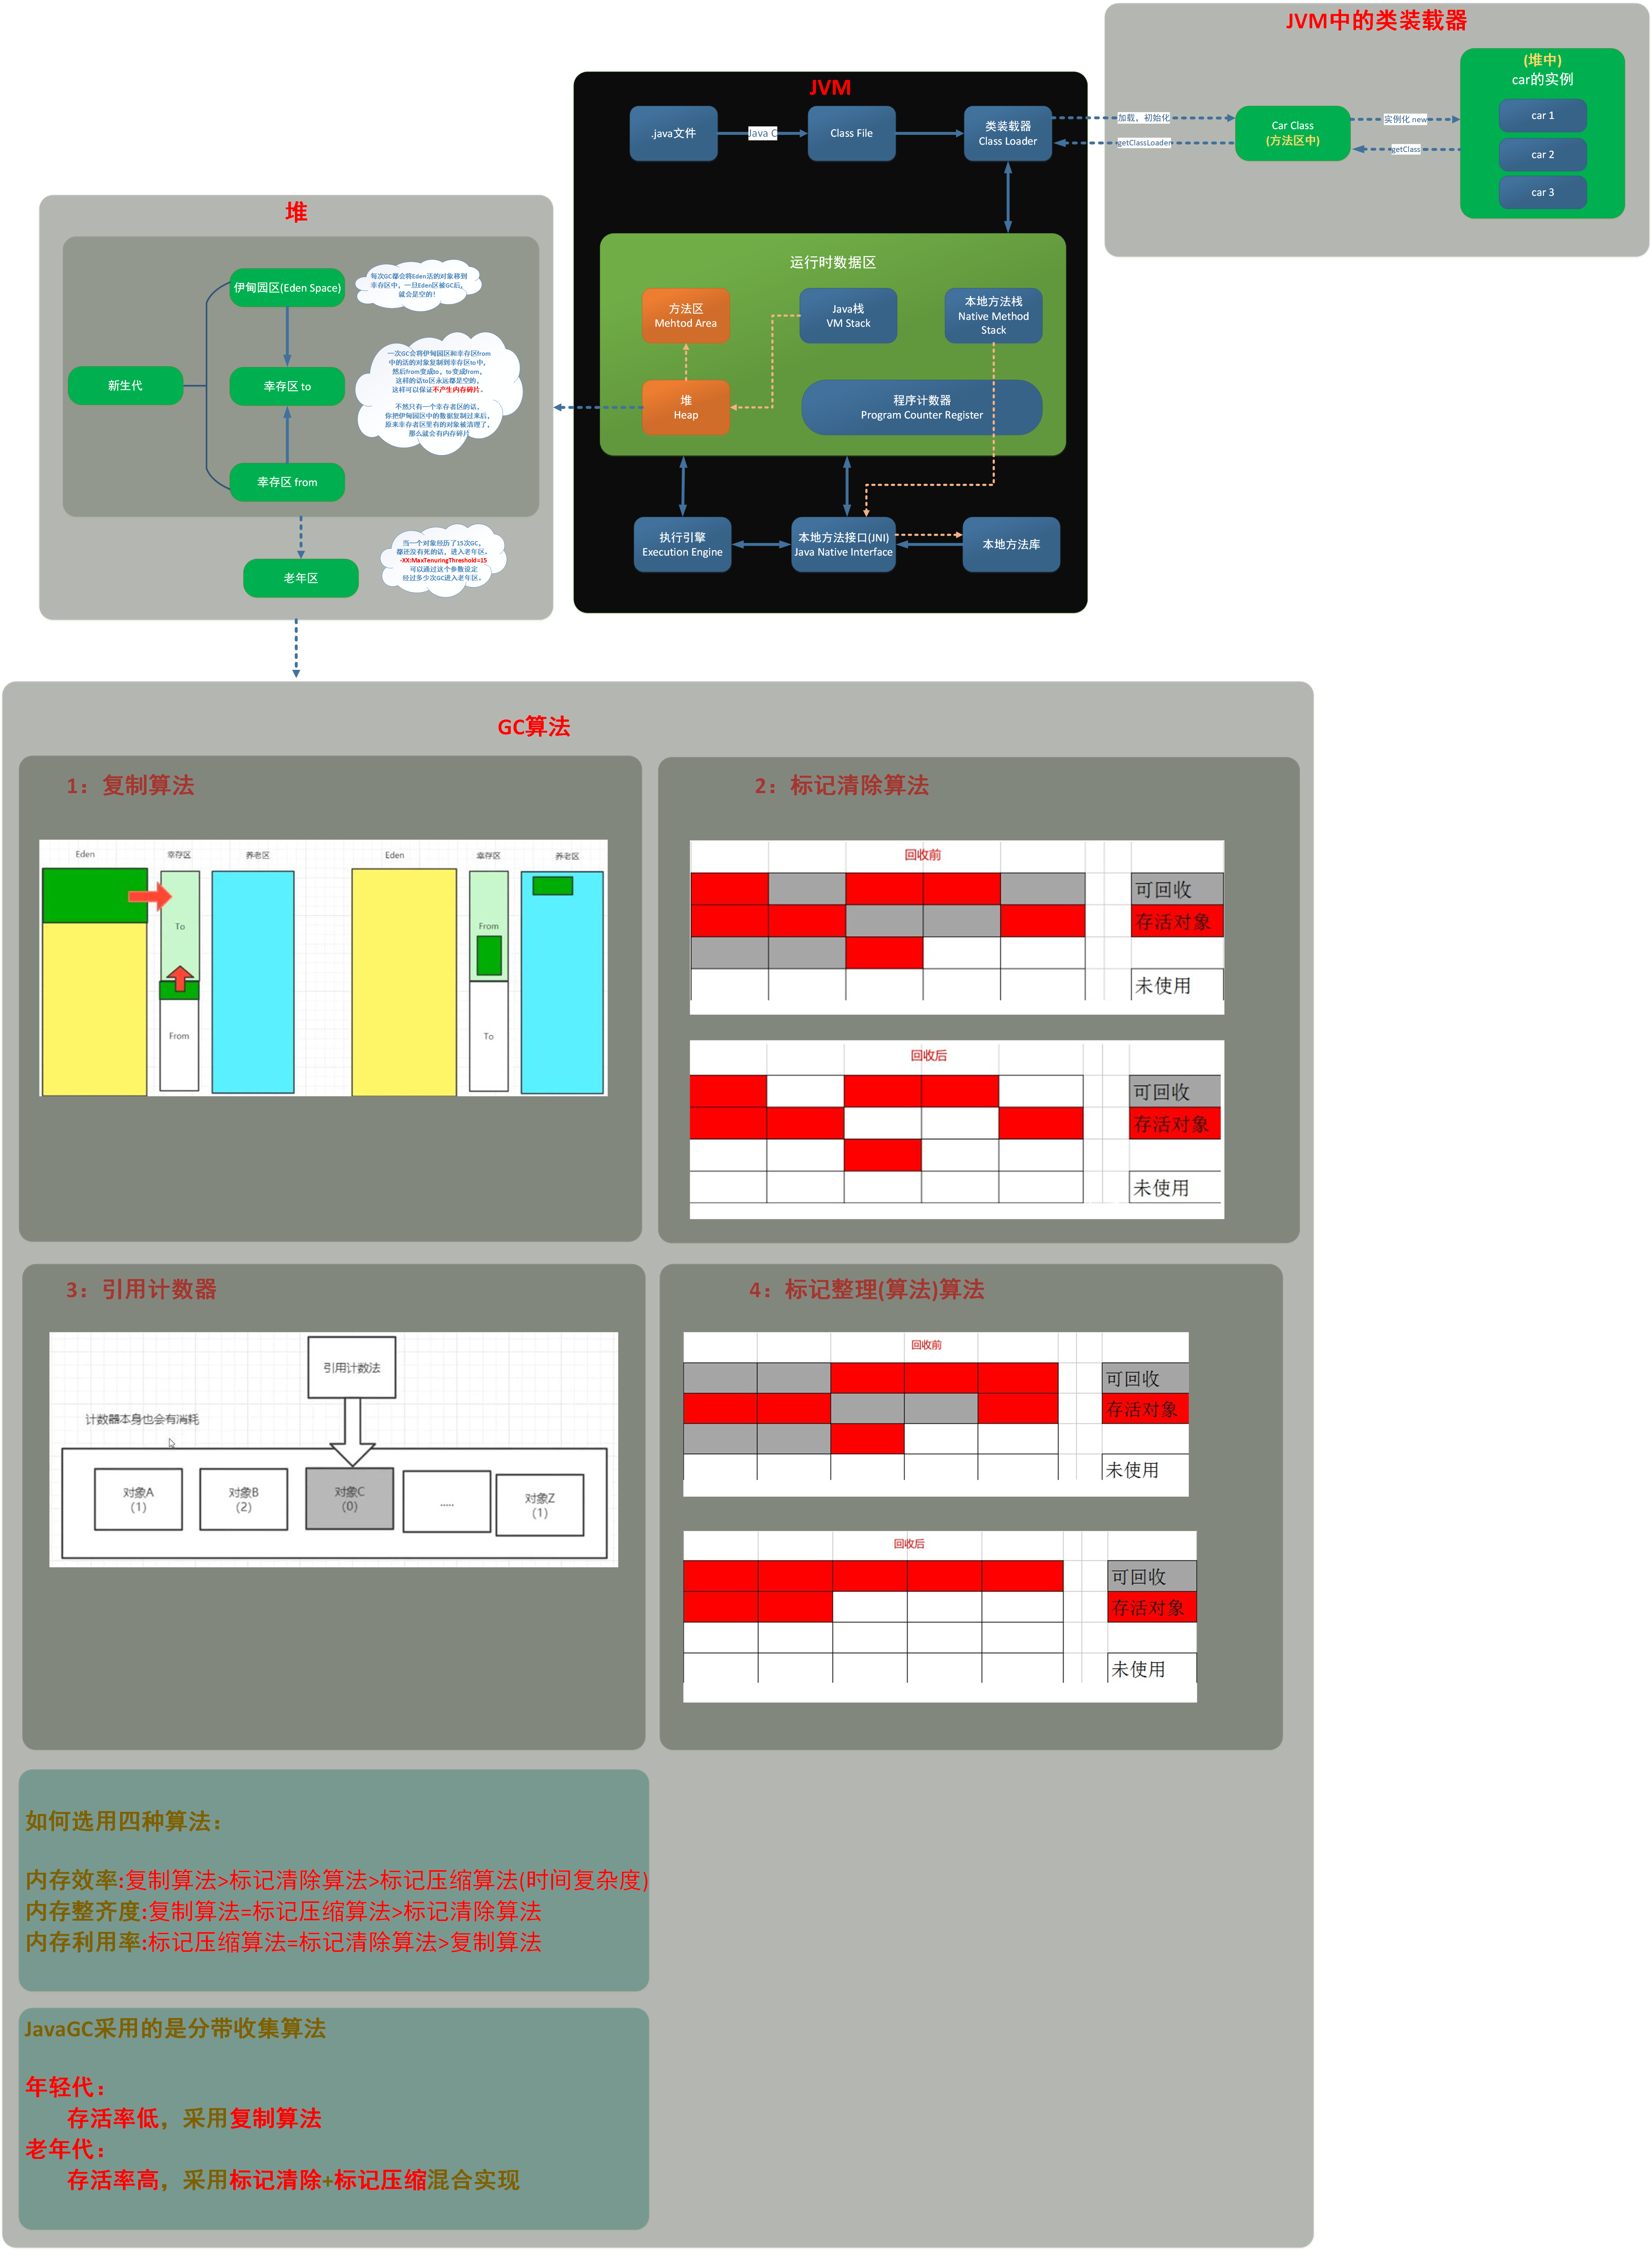 JVM中的类装载器
(堆中)
car的实例
car 1
car 2
car 3
Car Class
(方法区中)
加载，初始化
getClassLoader
实例化 new
getClass
JVM
.java文件
Java C
Class File
类装载器
Class Loader
运行时数据区
方法区
Mehtod Area
Java栈
VM Stack
本地方法栈
Native Method
Stack
堆
Heap
程序计数器
Program Counter Register
执行引擎
Execution Engine
本地方法接口(JNI)
Java Native Interface
本地方法库
堆
新生代
伊甸园区(Eden Space)
幸存区 to
幸存区 from
老年区
每次GC都会将Eden活的对象移到
幸存区中，一旦Eden区被GC后，
就会是空的！
一次GC会将伊甸园区和幸存区from
中的活的对象复制到幸存区to中，
然后from变成to，to变成from，
这样的话to区永远都是空的，
这样可以保证不产生内存碎片。
不然只有一个幸存者区的话，
你把伊甸园区中的数据复制过来后，
原来幸存者区里有的对象被清理了，
那么就会有内存碎片
当一个对象经历了15次GC，
都还没有死的话，进入老年区。
-XX:MaxTenuringThreshold=15
可以通过这个参数设定
经过多少次GC进入老年区。
GC算法
1：复制算法
Eden
幸存区
养老区
To
From
Eden
幸存区
养老区
From
To
2：标记清除算法
回收前
可回收
存活对象
未使用
回收后
可回收
存活对象
未使用
3：引用计数器
引用计数法
计数器本身也会有消耗
对象A
(1)
对象B
(2)
对象C
(0)
.....
对象Z
(1)
4：标记整理(算法)算法
回收前
可回收
存活对象
未使用
回收后
可回收
存活对象
未使用
如何选用四种算法：
内存效率:复制算法>标记清除算法>标记压缩算法(时间复杂度)
内存整齐度:复制算法=标记压缩算法>标记清除算法
内存利用率:标记压缩算法=标记清除算法>复制算法
JavaGC采用的是分带收集算法
年轻代：
存活率低，采用复制算法
老年代：
存活率高，采用标记清除+标记压缩混合实现